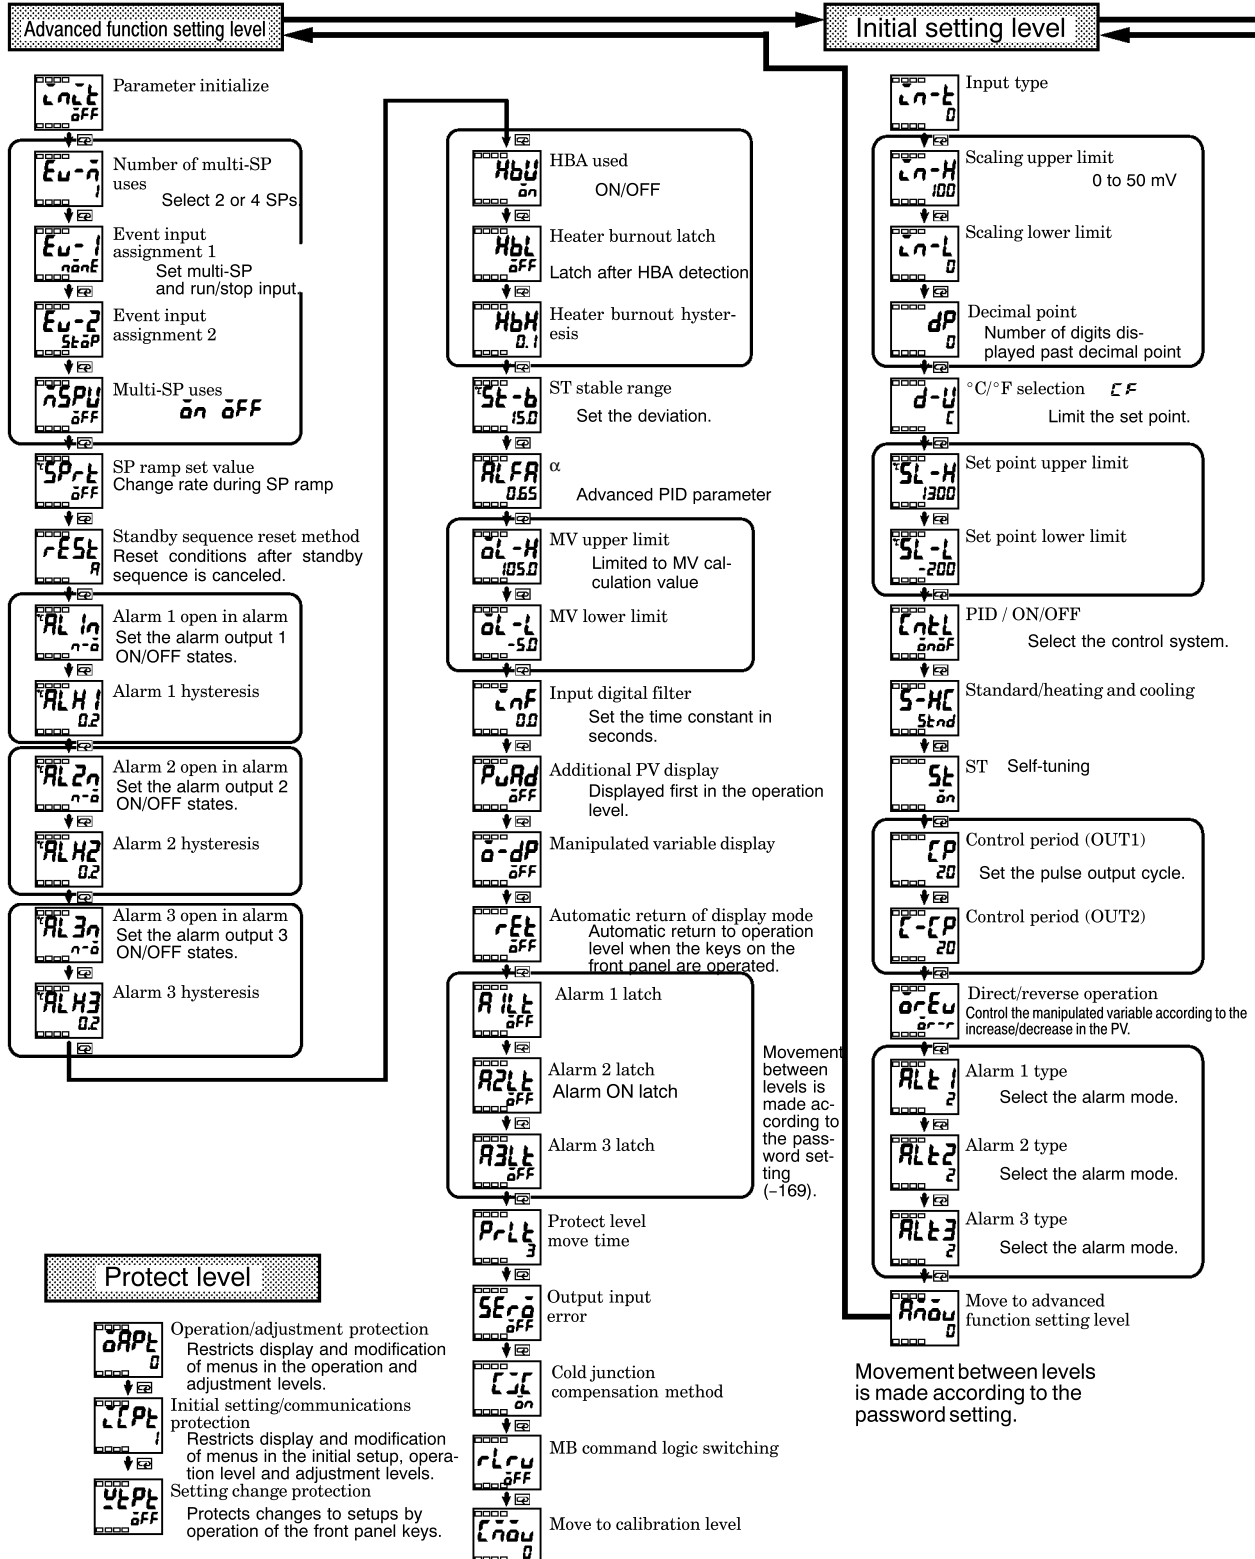 Advanced function setting level
Parameter initialize
Number of multi-SP
uses
Select 2 or 4 SPs.
Event input
assignment 1
Set multi-SP
and run/stop input.
Event input
assignment 2
Multi-SP uses
on off
SP ramp set value
Change rate during SP ramp
Standby sequence reset method
Reset conditions after standby
sequence is canceled.
Alarm 1 open in alarm
Set the alarm output 1
ON/OFF states.
Alarm 1 hysteresis
Alarm 2 open in alarm
Set the alarm output 2
ON/OFF states.
Alarm 2 hysteresis
Alarm 3 open in alarm
Set the alarm output 3
ON/OFF states.
Alarm 3 hysteresis
HBA used
ON/OFF
Heater burnout latch
Latch after HBA detection
Heater burnout hyster-
esis
ST stable range
Set the deviation.
α
Advanced PID parameter
MV upper limit
Limited to MV cal-
culation value
MV lower limit
Input digital filter
Set the time constant in
seconds.
Additional PV display
Displayed first in the operation
level.
Manipulated variable display
Automatic return of display mode
Automatic return to operation
level when the keys on the
front panel are operated.
Alarm 1 latch
Alarm 2 latch
Alarm ON latch
Alarm 3 latch
Protect level
move time
Output input
error
Cold junction
compensation method
MB command logic switching
Move to calibration level
Movement
between
levels is
made ac-
cording to
the pass-
word set-
ting
(−169).
Initial setting level
Input type
Scaling upper limit
0 to 50 mV
Scaling lower limit
Decimal point
Number of digits dis-
played past decimal point
°C/°F selection C F
Limit the set point.
Set point upper limit
Set point lower limit
PID / ON/OFF
Select the control system.
Standard/heating and cooling
ST Self-tuning
Control period (OUT1)
Set the pulse output cycle.
Control period (OUT2)
Direct/reverse operation
Control the manipulated variable according to the
increase/decrease in the PV.
Alarm 1 type
Select the alarm mode.
Alarm 2 type
Select the alarm mode.
Alarm 3 type
Select the alarm mode.
Move to advanced
function setting level
Movement between levels
is made according to the
password setting.
Protect level
Operation/adjustment protection
Restricts display and modification
of menus in the operation and
adjustment levels.
Initial setting/communications
protection
Restricts display and modification
of menus in the initial setup, opera-
tion level and adjustment levels.
Setting change protection
Protects changes to setups by
operation of the front panel keys.